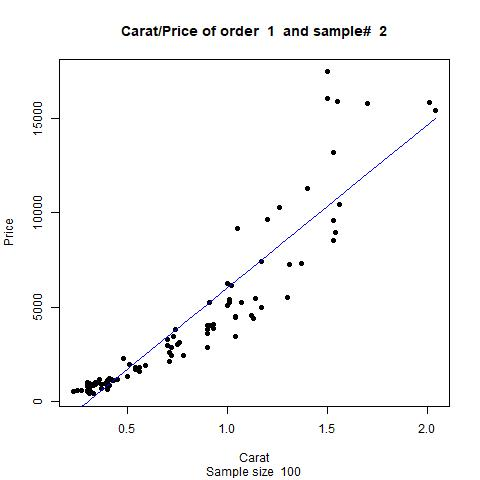 Carat/Price of order 1 and sample# 2
Price
15000
10000
5000
0
0.5 1.0 1.5 2.0
Carat
Sample size 100